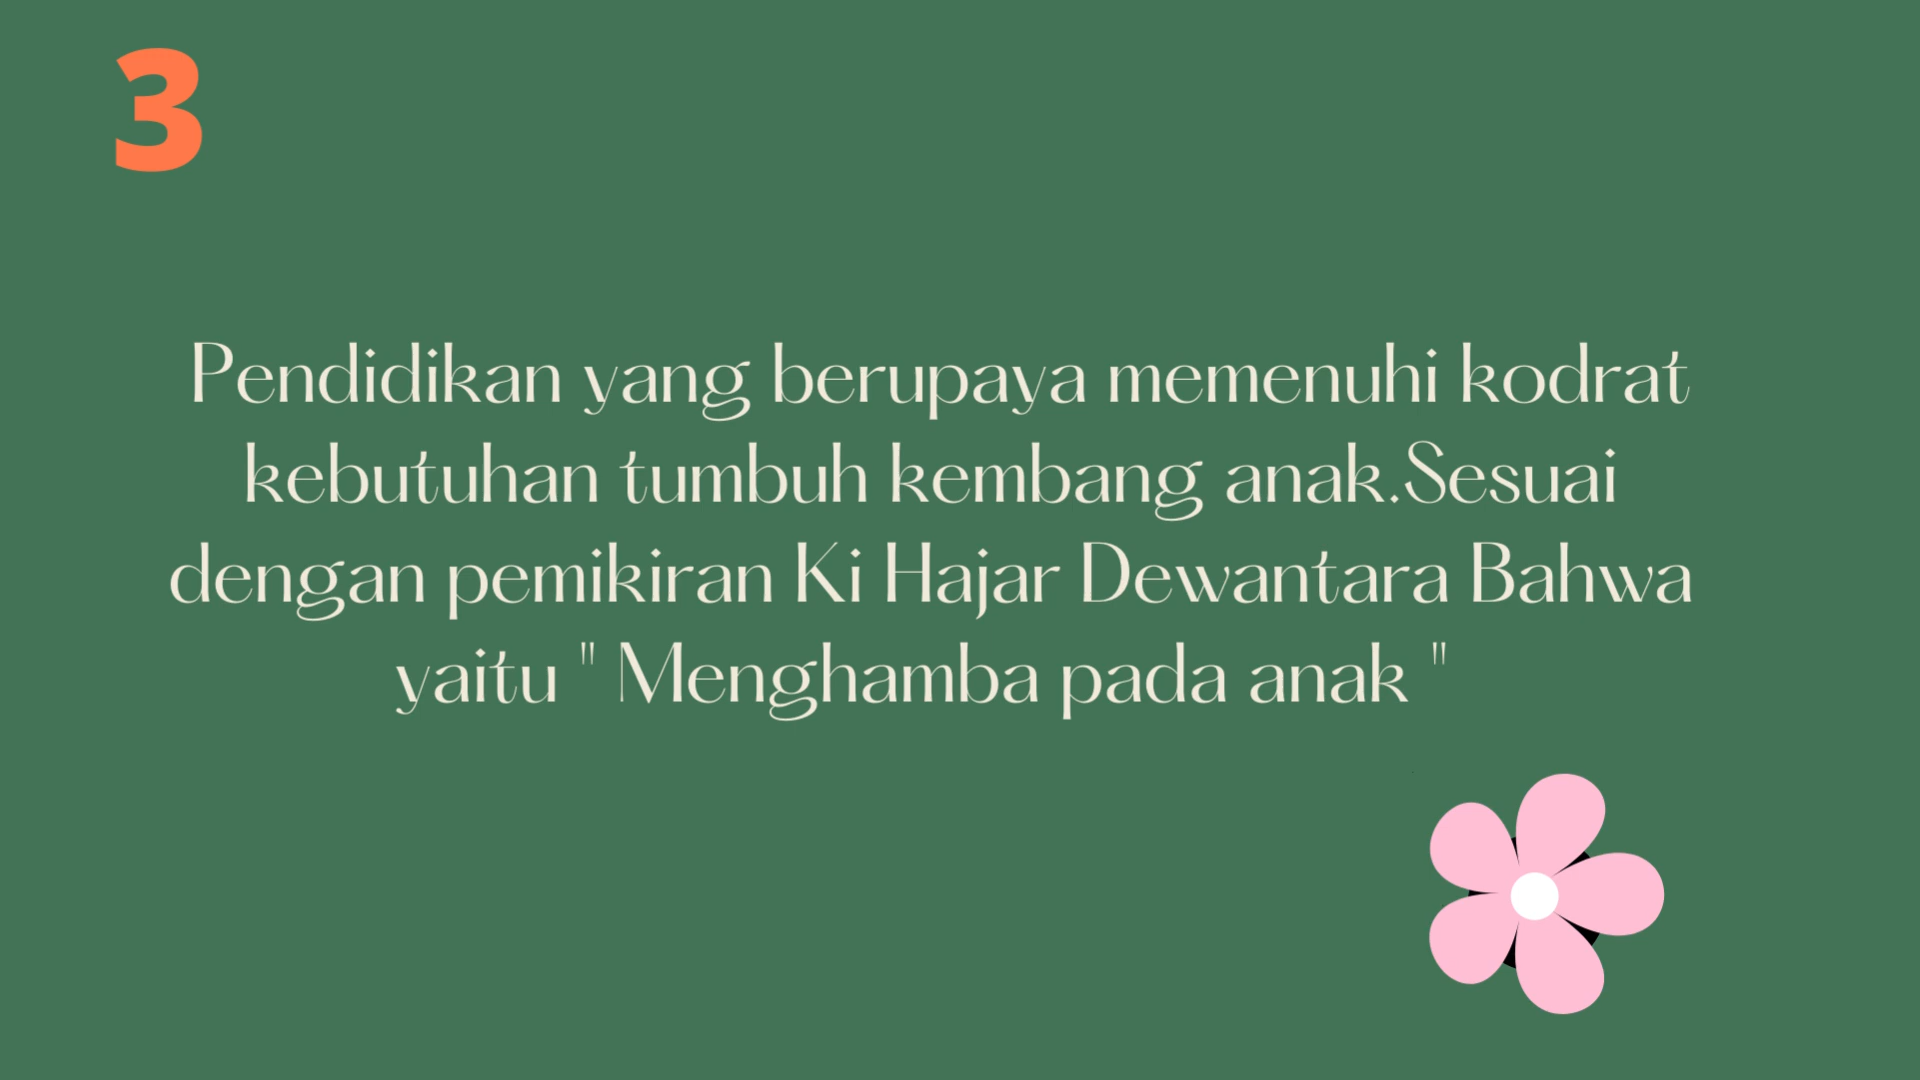 3
Pendidikan yang berupaya memenuhi kodrat
kebutuhan tumbuh kembang anak.Sesuai
dengan pemikiran Ki Hajar Dewantara Bahwa
yaitu " Menghamba pada anak "